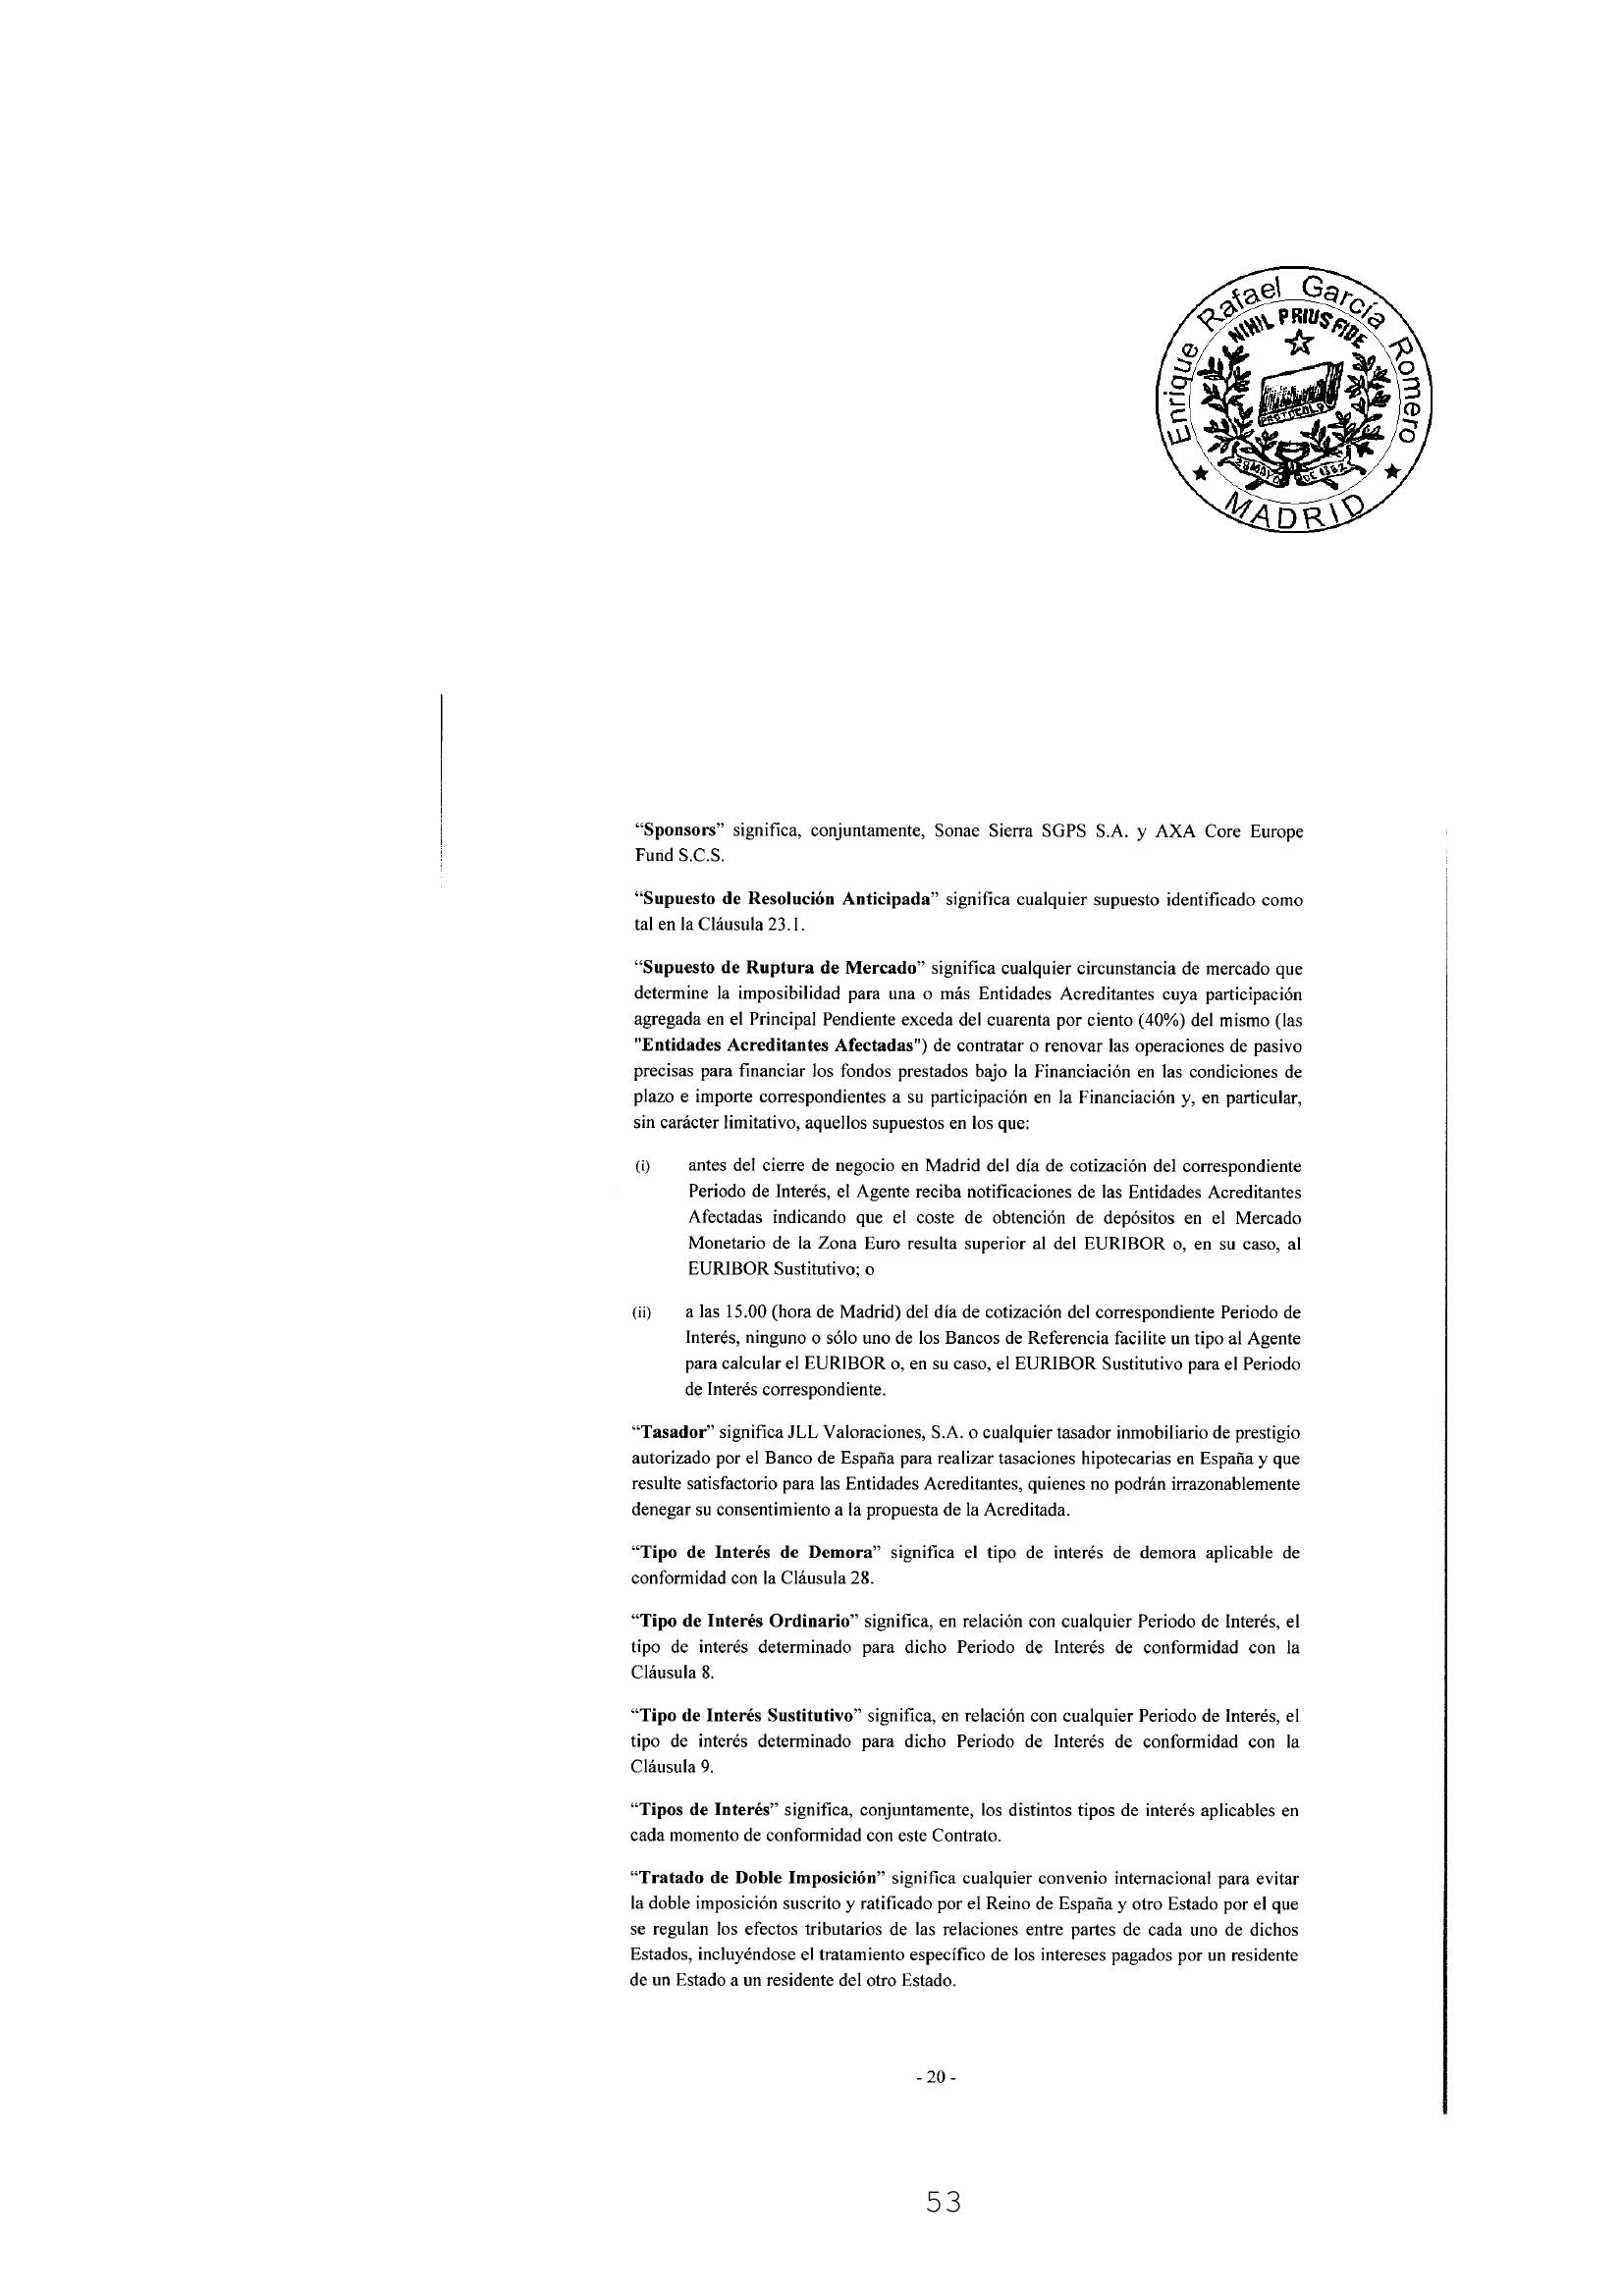 Enrique Rafael García Romero
NIHIL PRIUS FIDE
PROTOCOLO
28 MAYO DE 1862
★ MADRID ★
“Sponsors” significa, conjuntamente, Sonae Sierra SGPS S.A. y AXA Core Europe
Fund S.C.S.
“Supuesto de Resolución Anticipada” significa cualquier supuesto identificado como
tal en la Cláusula 23.1.
“Supuesto de Ruptura de Mercado” significa cualquier circunstancia de mercado que
determine la imposibilidad para una o más Entidades Acreditantes cuya participación
agregada en el Principal Pendiente exceda del cuarenta por ciento (40%) del mismo (las
"Entidades Acreditantes Afectadas") de contratar o renovar las operaciones de pasivo
precisas para financiar los fondos prestados bajo la Financiación en las condiciones de
plazo e importe correspondientes a su participación en la Financiación y, en particular,
sin carácter limitativo, aquellos supuestos en los que:
(i) antes del cierre de negocio en Madrid del día de cotización del correspondiente
Periodo de Interés, el Agente reciba notificaciones de las Entidades Acreditantes
Afectadas indicando que el coste de obtención de depósitos en el Mercado
Monetario de la Zona Euro resulta superior al del EURIBOR o, en su caso, al
EURIBOR Sustitutivo; o
(ii) a las 15.00 (hora de Madrid) del día de cotización del correspondiente Periodo de
Interés, ninguno o sólo uno de los Bancos de Referencia facilite un tipo al Agente
para calcular el EURIBOR o, en su caso, el EURIBOR Sustitutivo para el Periodo
de Interés correspondiente.
“Tasador” significa JLL Valoraciones, S.A. o cualquier tasador inmobiliario de prestigio
autorizado por el Banco de España para realizar tasaciones hipotecarias en España y que
resulte satisfactorio para las Entidades Acreditantes, quienes no podrán irrazonablemente
denegar su consentimiento a la propuesta de la Acreditada.
“Tipo de Interés de Demora” significa el tipo de interés de demora aplicable de
conformidad con la Cláusula 28.
“Tipo de Interés Ordinario” significa, en relación con cualquier Periodo de Interés, el
tipo de interés determinado para dicho Periodo de Interés de conformidad con la
Cláusula 8.
“Tipo de Interés Sustitutivo” significa, en relación con cualquier Periodo de Interés, el
tipo de interés determinado para dicho Periodo de Interés de conformidad con la
Cláusula 9.
“Tipos de Interés” significa, conjuntamente, los distintos tipos de interés aplicables en
cada momento de conformidad con este Contrato.
“Tratado de Doble Imposición” significa cualquier convenio internacional para evitar
la doble imposición suscrito y ratificado por el Reino de España y otro Estado por el que
se regulan los efectos tributarios de las relaciones entre partes de cada uno de dichos
Estados, incluyéndose el tratamiento específico de los intereses pagados por un residente
de un Estado a un residente del otro Estado.
- 20 -
53